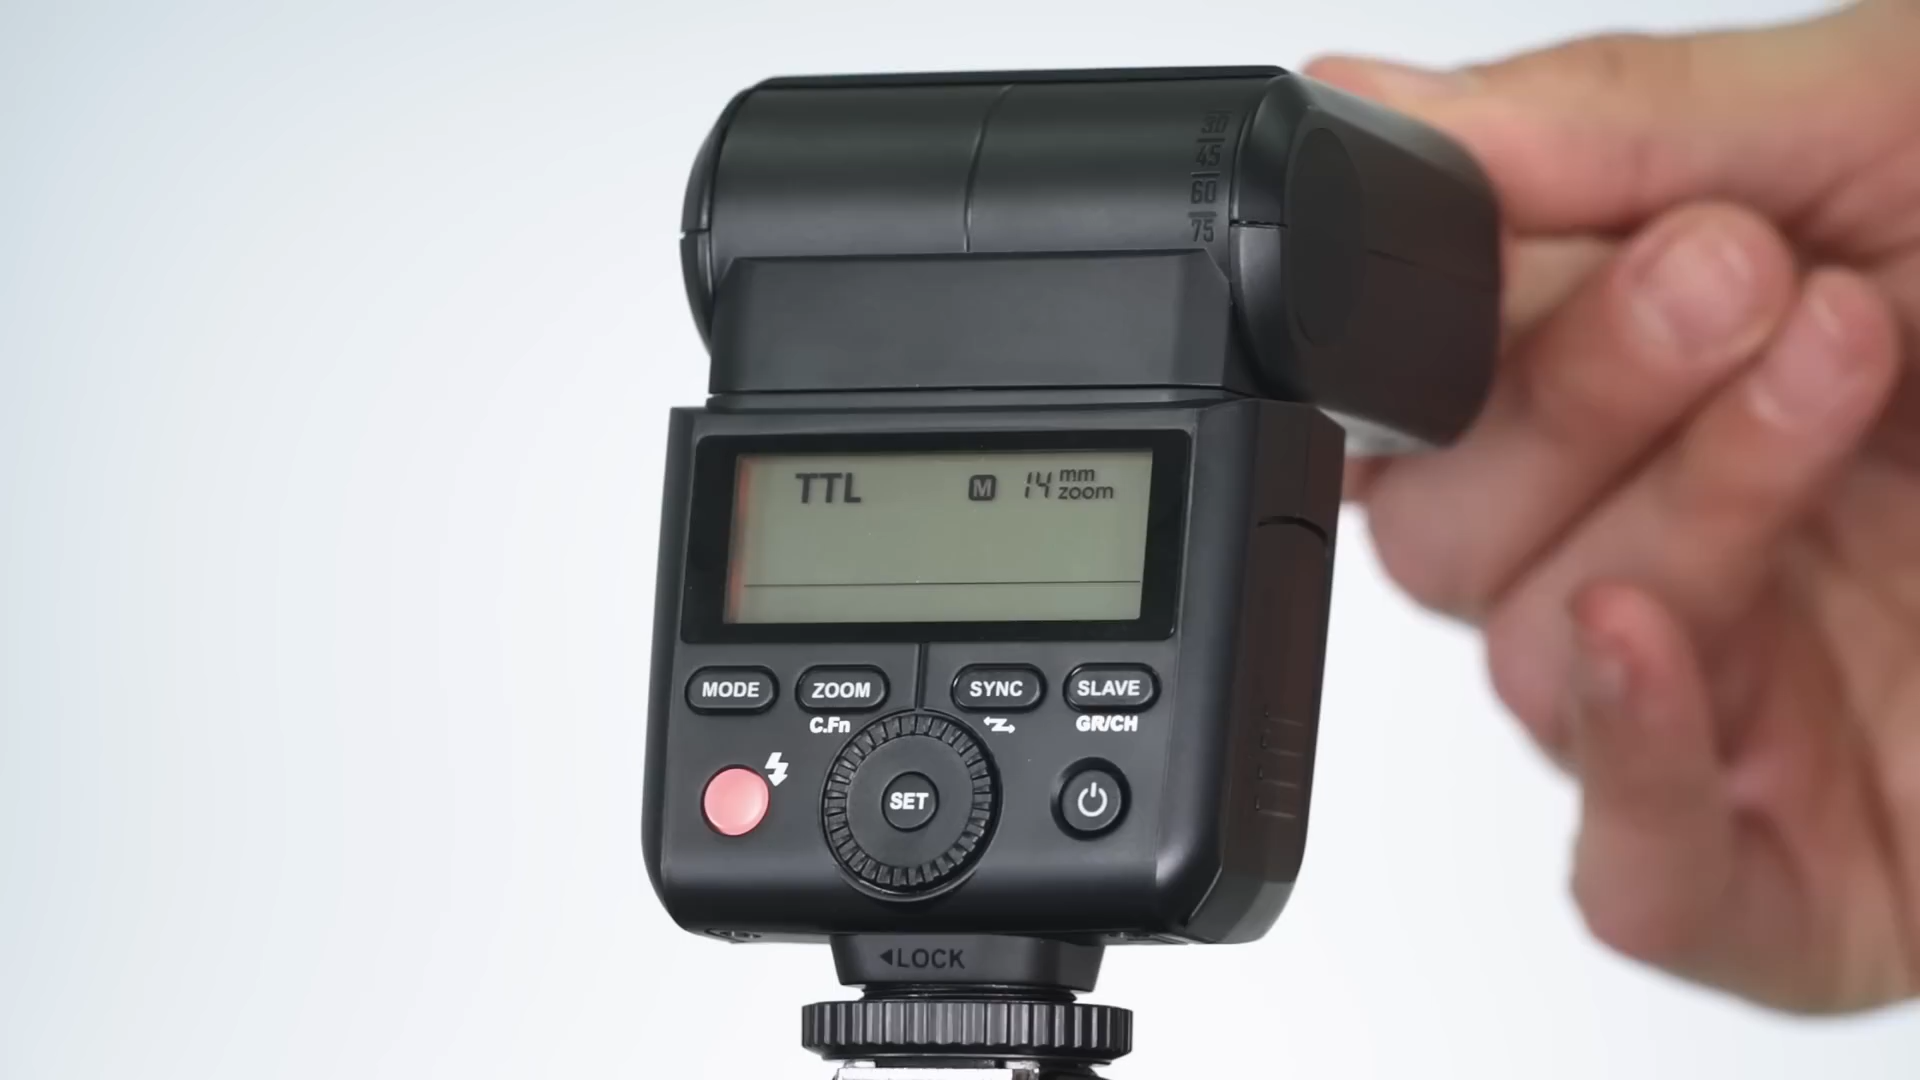 30
45
60
75
TTL M 14 mm zoom
MODE ZOOM SYNC SLAVE
C.Fn GR/CH
SET
◀LOCK